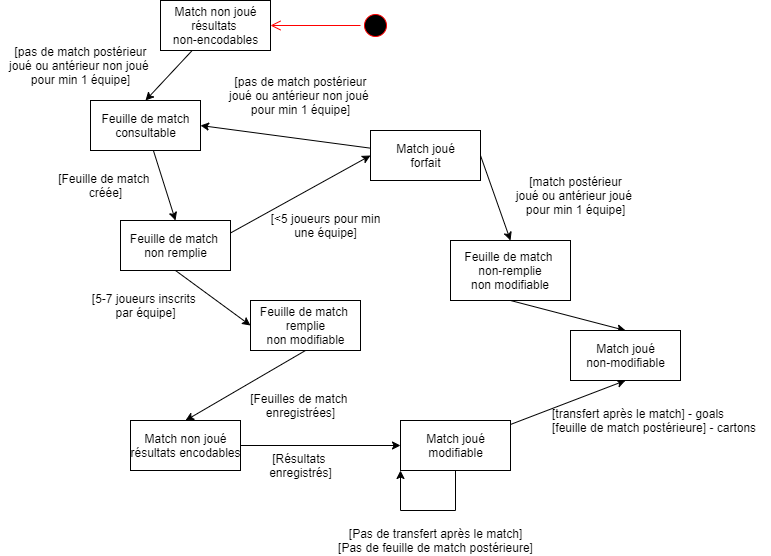 Match non joué
résultats
non-encodables
[pas de match postérieur
joué ou antérieur non joué
pour min 1 équipe]
[pas de match postérieur
joué ou antérieur non joué
pour min 1 équipe]
Feuille de match
consultable
Match joué
forfait
[Feuille de match
créée]
[match postérieur
joué ou antérieur joué
pour min 1 équipe]
[<5 joueurs pour min
une équipe]
Feuille de match
non remplie
Feuille de match
non-remplie
non modifiable
[5-7 joueurs inscrits
par équipe]
Feuille de match
remplie
non modifiable
Match joué
non-modifiable
[Feuilles de match
enregistrées]
[transfert après le match] - goals
[feuille de match postérieure] - cartons
Match non joué
résultats encodables
[Résultats
enregistrés]
Match joué
modifiable
[Pas de transfert après le match]
[Pas de feuille de match postérieure]